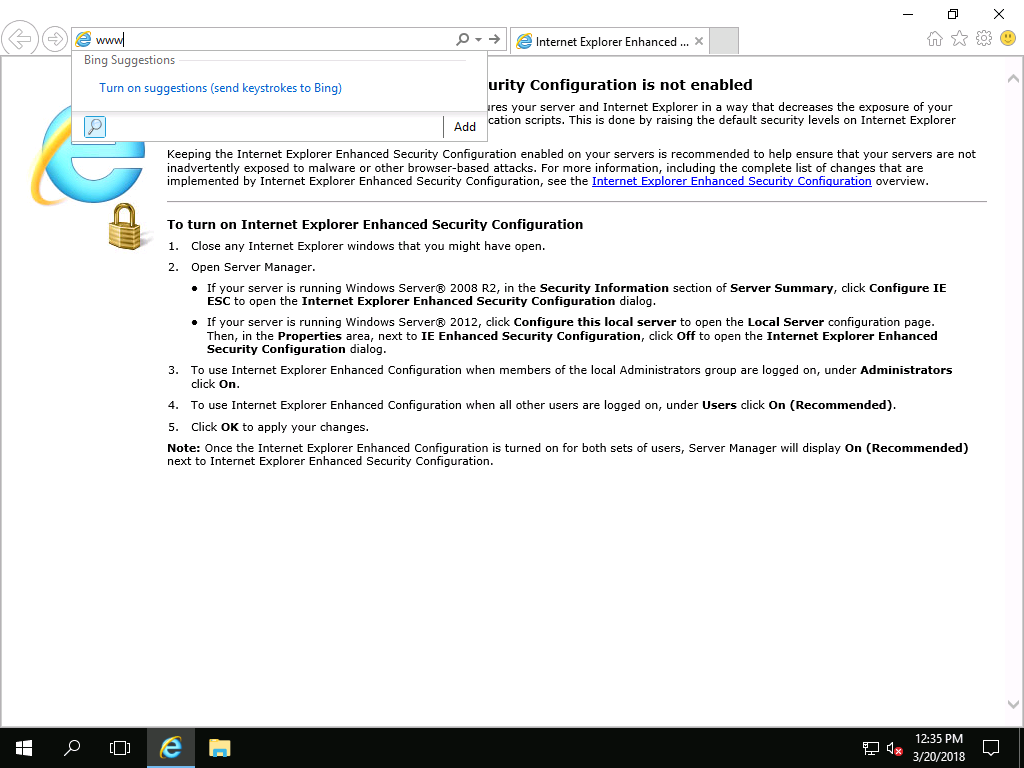 www
Internet Explorer Enhanced ...
Bing Suggestions
Turn on suggestions (send keystrokes to Bing)
Add
urity Configuration is not enabled
ures your server and Internet Explorer in a way that decreases the exposure of your
cation scripts. This is done by raising the default security levels on Internet Explorer
Keeping the Internet Explorer Enhanced Security Configuration enabled on your servers is recommended to help ensure that your servers are not
inadvertently exposed to malware or other browser-based attacks. For more information, including the complete list of changes that are
implemented by Internet Explorer Enhanced Security Configuration, see the Internet Explorer Enhanced Security Configuration overview.
To turn on Internet Explorer Enhanced Security Configuration
1. Close any Internet Explorer windows that you might have open.
2. Open Server Manager.
• If your server is running Windows Server® 2008 R2, in the Security Information section of Server Summary, click Configure IE
ESC to open the Internet Explorer Enhanced Security Configuration dialog.
• If your server is running Windows Server® 2012, click Configure this local server to open the Local Server configuration page.
Then, in the Properties area, next to IE Enhanced Security Configuration, click Off to open the Internet Explorer Enhanced
Security Configuration dialog.
3. To use Internet Explorer Enhanced Configuration when members of the local Administrators group are logged on, under Administrators
click On.
4. To use Internet Explorer Enhanced Configuration when all other users are logged on, under Users click On (Recommended).
5. Click OK to apply your changes.
Note: Once the Internet Explorer Enhanced Configuration is turned on for both sets of users, Server Manager will display On (Recommended)
next to Internet Explorer Enhanced Security Configuration.
12:35 PM
3/20/2018